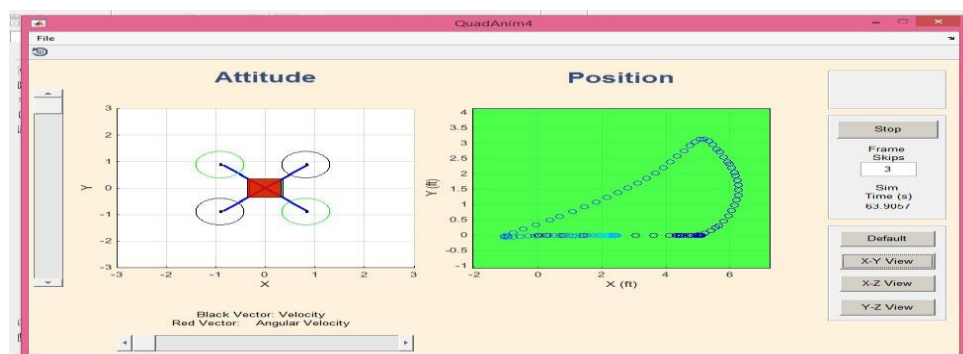 QuadAnim4
File
Attitude
Position
3
2
1
0
-1
-2
-3
Y
-3
-2
-1
0
1
2
3
X
4
3.5
3
2.5
2
1.5
1
0.5
0
-0.5
-1
Y (ft)
-2
0
2
4
6
X (ft)
Black Vector: Velocity
Red Vector: Angular Velocity
Stop
Frame
Skips
3
Sim
Time (s)
63.9057
Default
X-Y View
X-Z View
Y-Z View